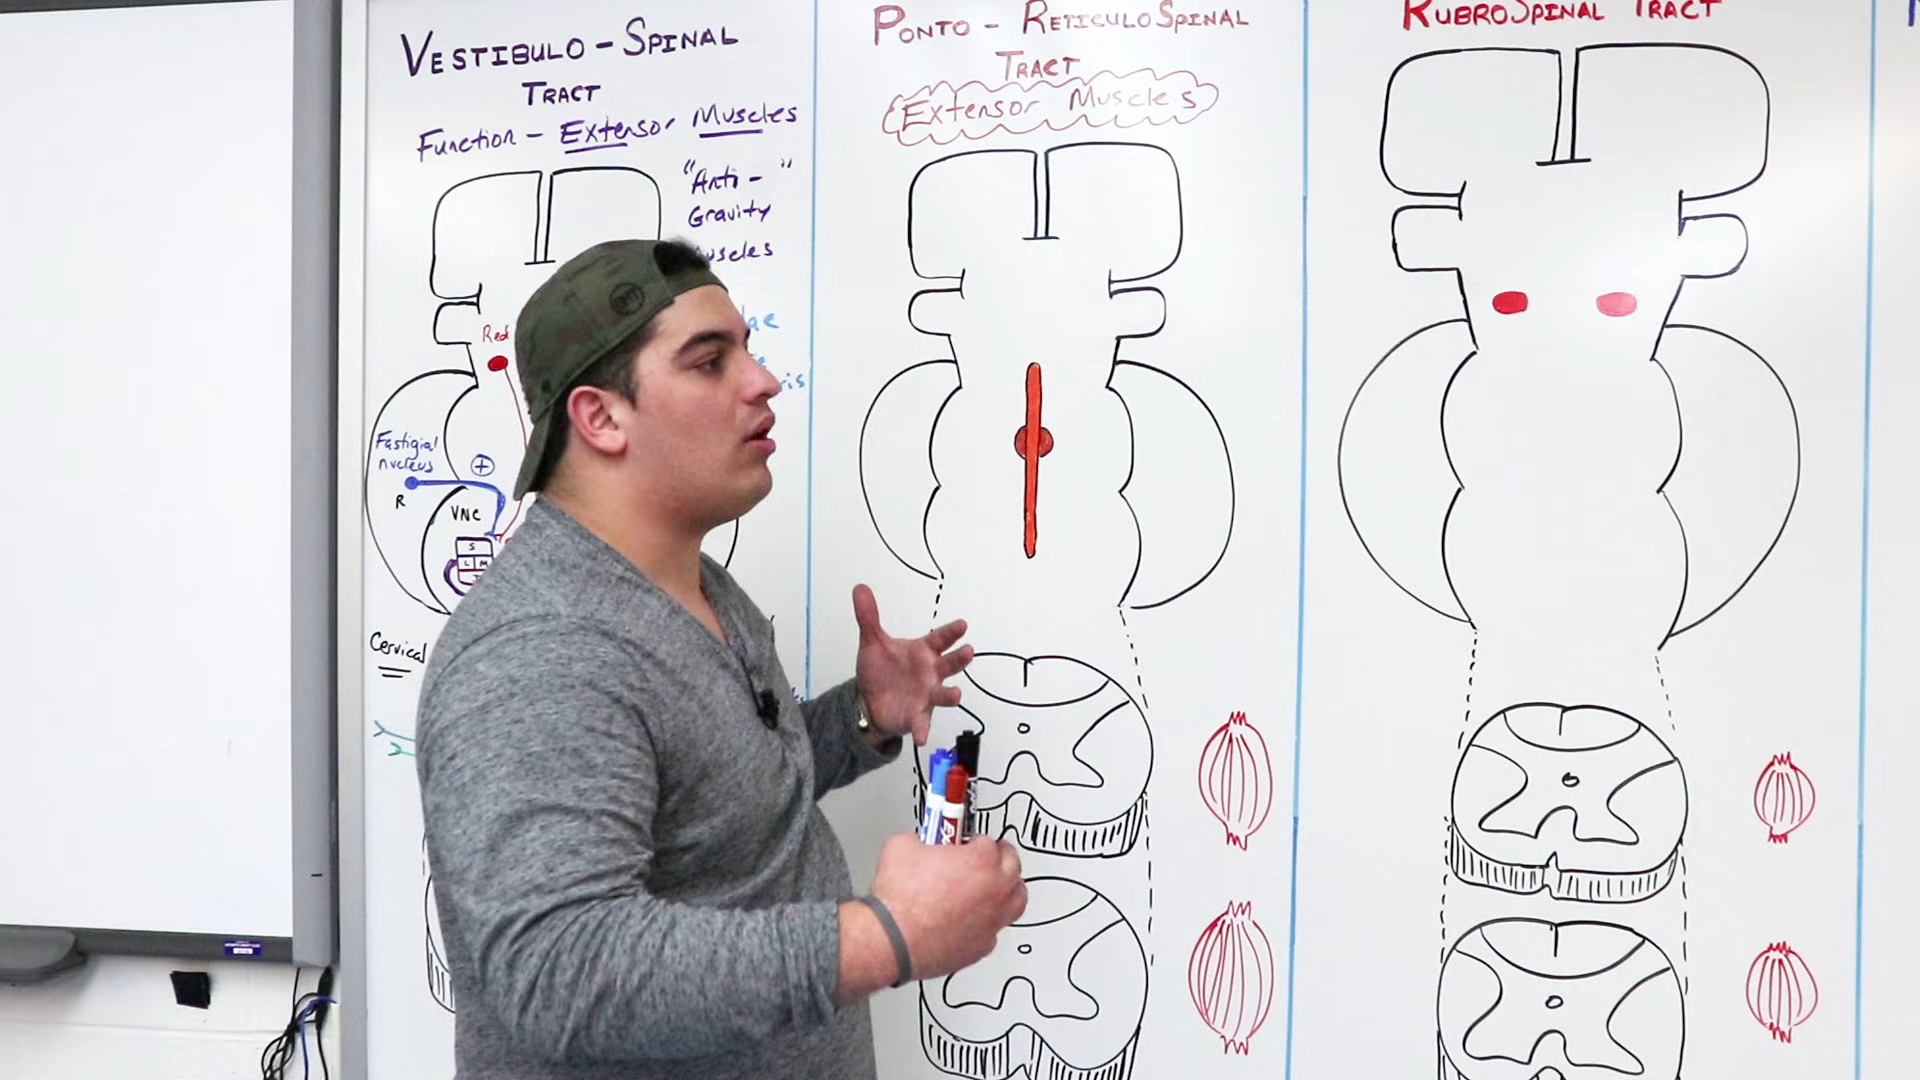 VESTIBULO - SPINAL
TRACT
Function - Extensor Muscles
"Anti - "
Gravity
uscles
Red
Fastigial
nucleus
+
R
VNC
S
L M
Cervical
PONTO - RETICULO SPINAL
TRACT
Extensor Muscles
RUBROSPINAL TRACT